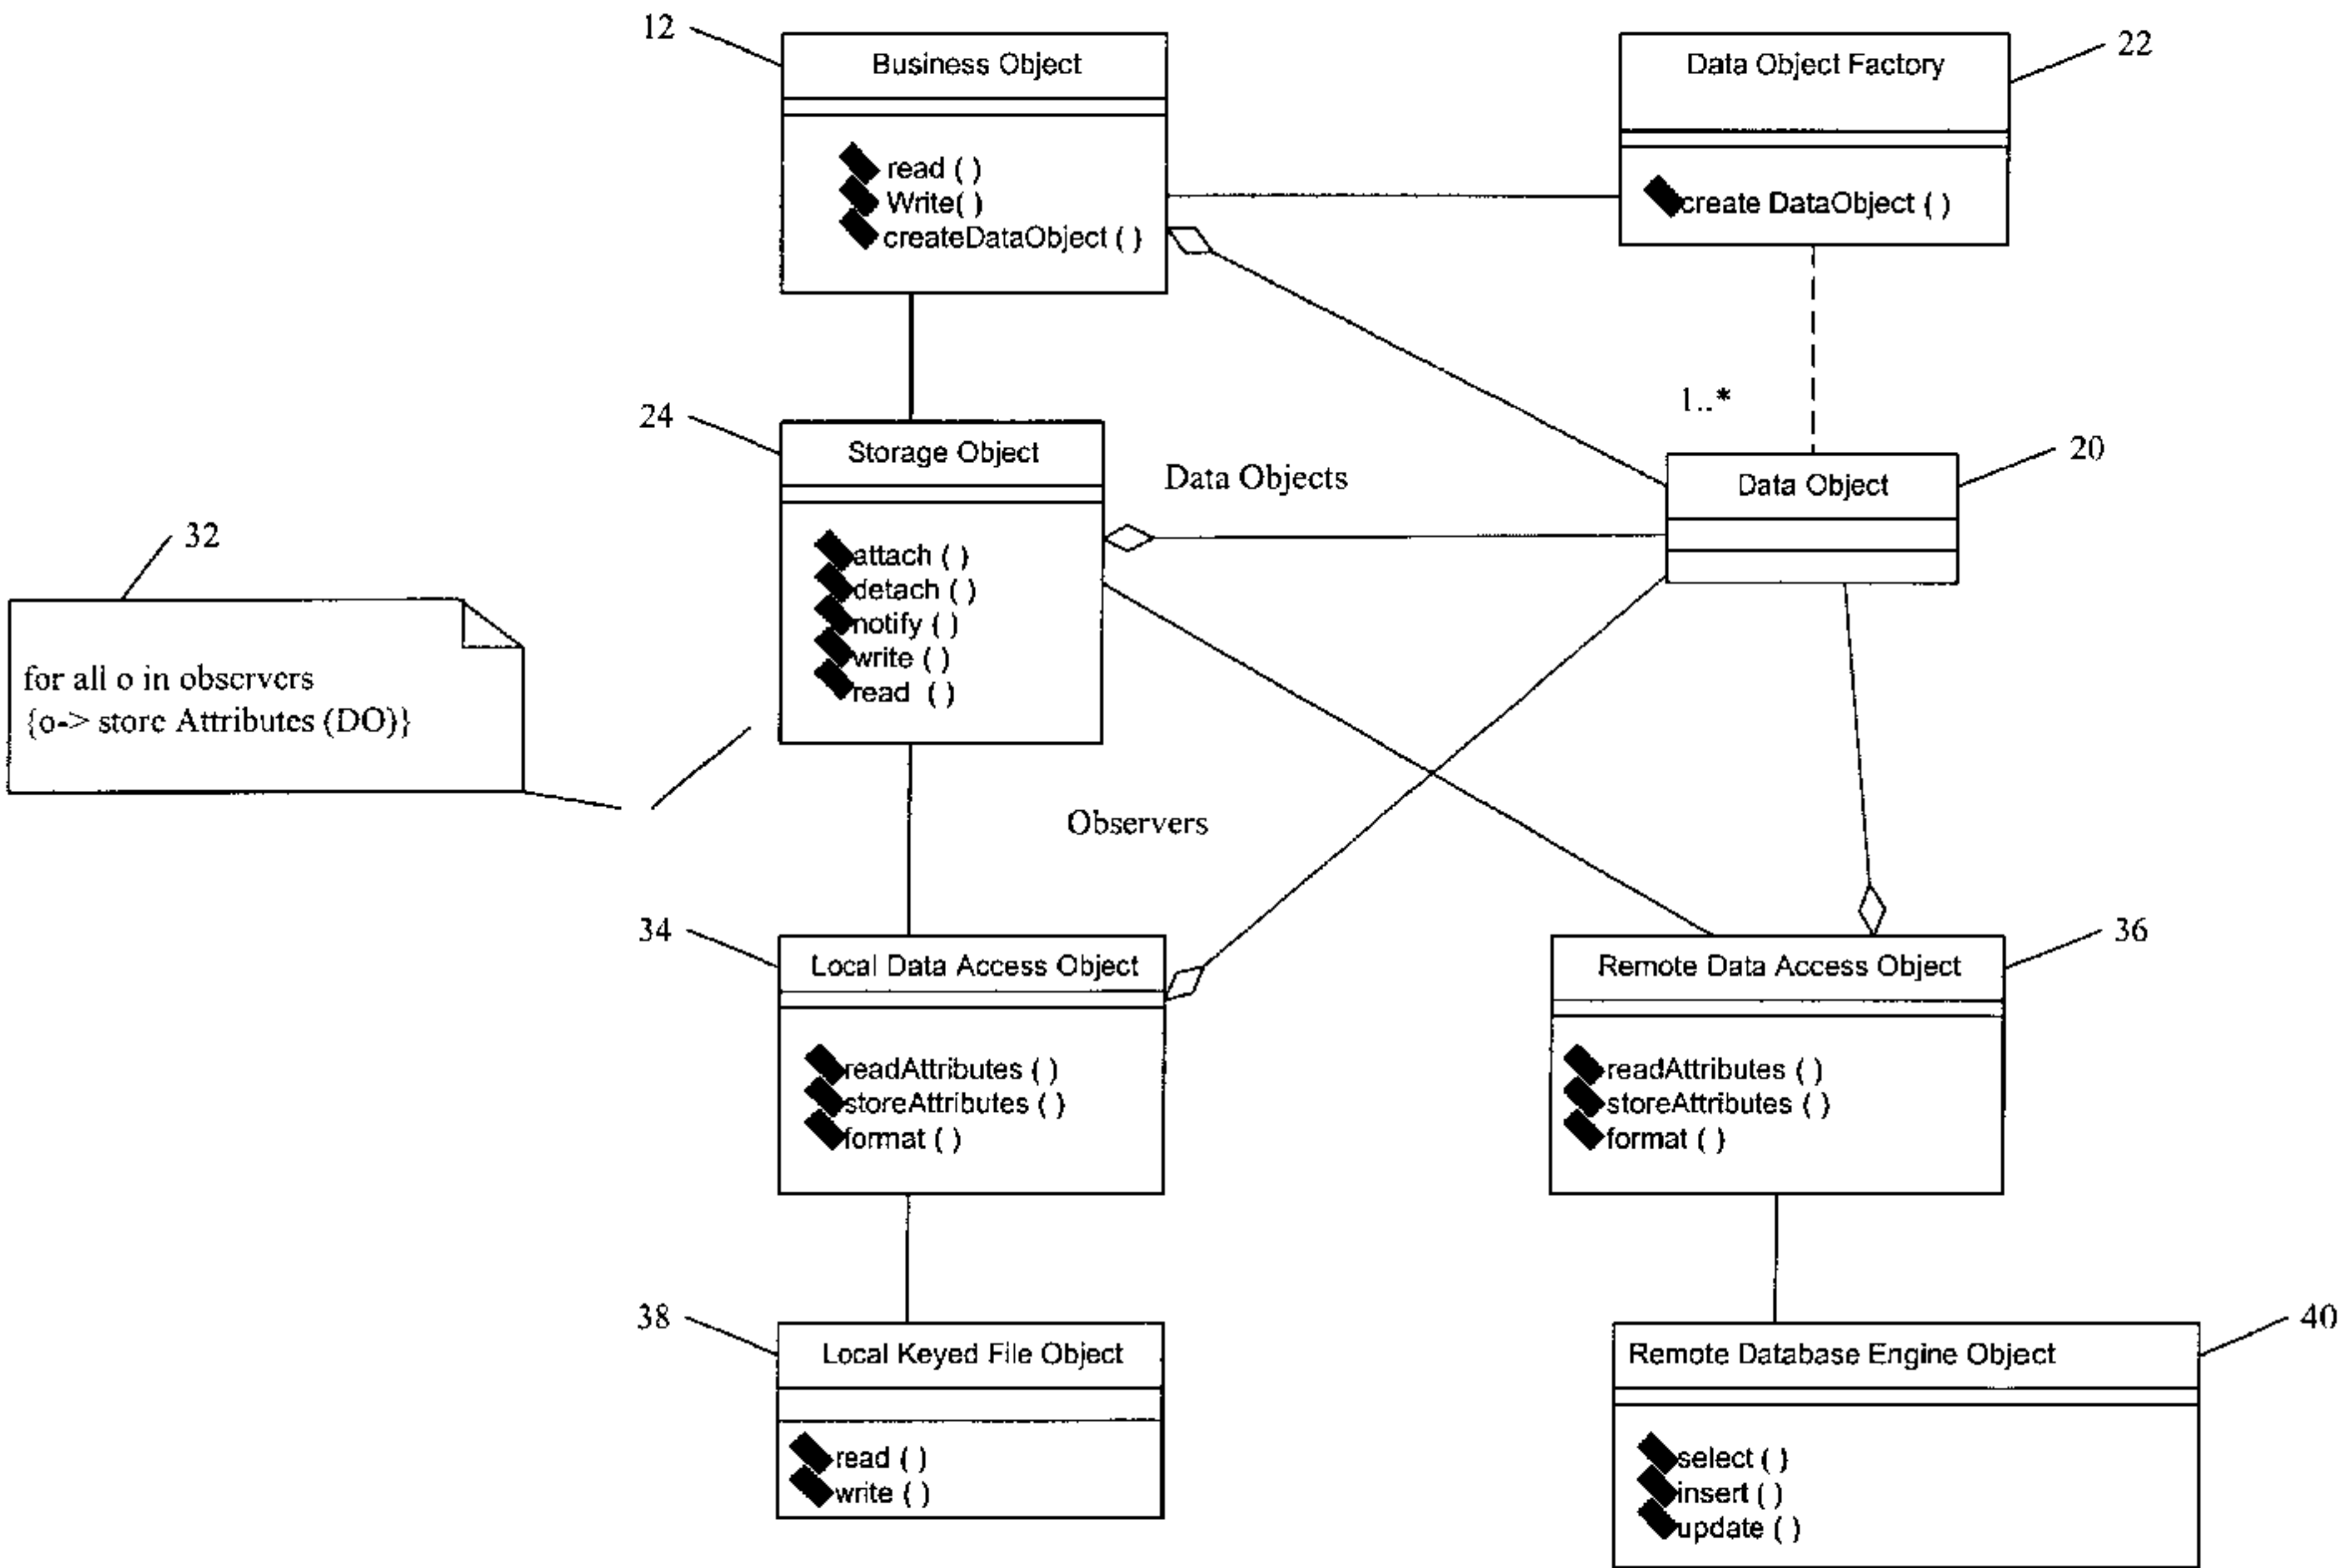 12
Business Object
read ( )
Write( )
createDataObject ( )
Data Object Factory
22
create DataObject ( )
1..*
24
Storage Object
attach ( )
detach ( )
notify ( )
write ( )
read ( )
Data Objects
20
Data Object
32
for all o in observers
{o-> store Attributes (DO)}
Observers
34
Local Data Access Object
readAttributes ( )
storeAttributes ( )
format ( )
36
Remote Data Access Object
readAttributes ( )
storeAttributes ( )
format ( )
38
Local Keyed File Object
read ( )
write ( )
40
Remote Database Engine Object
select ( )
insert ( )
update ( )